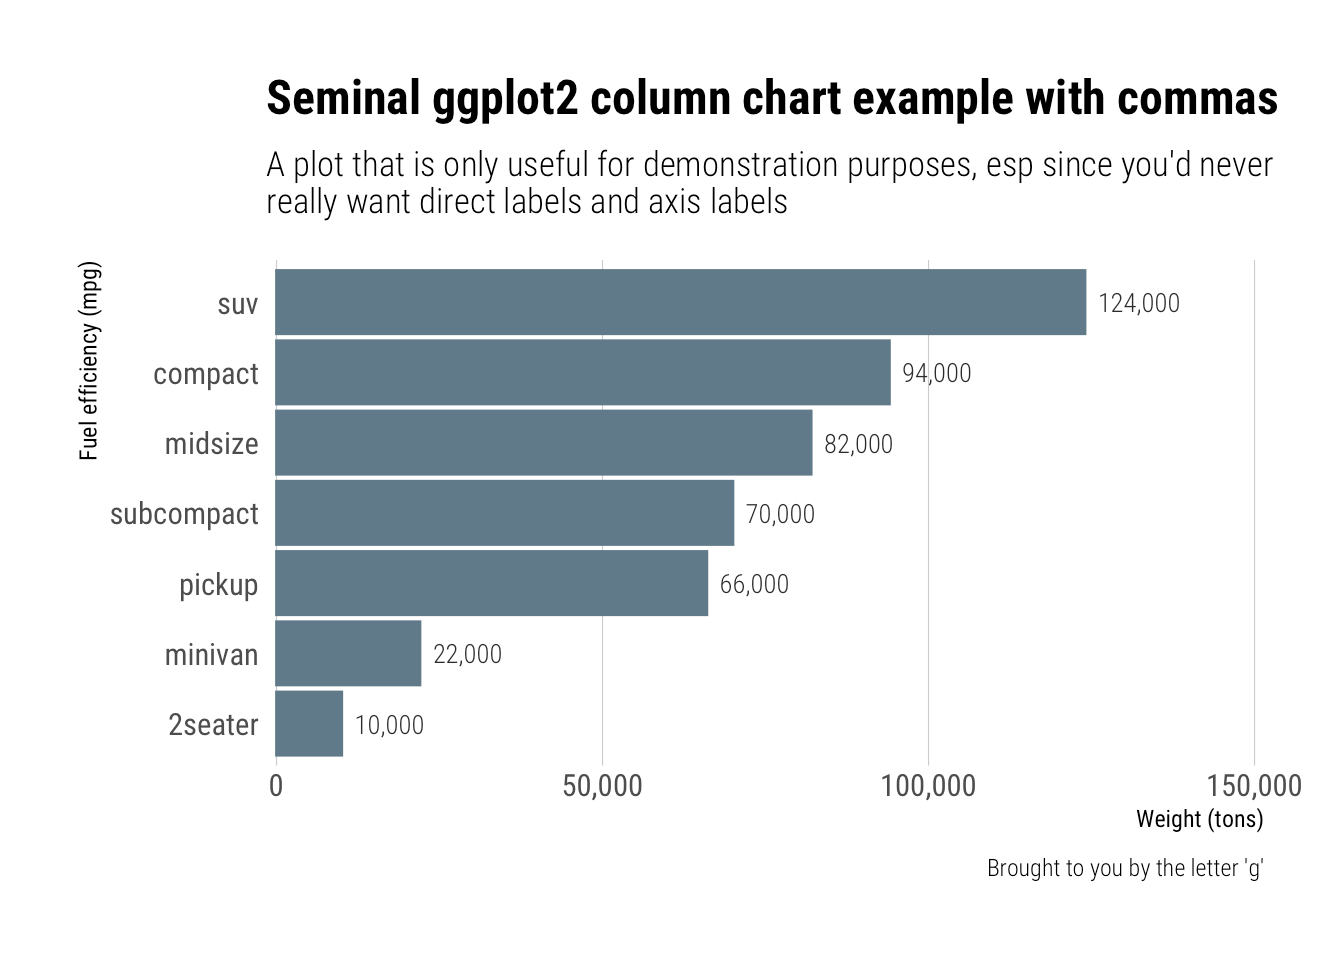 Seminal ggplot2 column chart example with commas
A plot that is only useful for demonstration purposes, esp since you'd never
really want direct labels and axis labels
Fuel efficiency (mpg)
suv 124,000
compact 94,000
midsize 82,000
subcompact 70,000
pickup 66,000
minivan 22,000
2seater 10,000
0 50,000 100,000 150,000
Weight (tons)
Brought to you by the letter 'g'